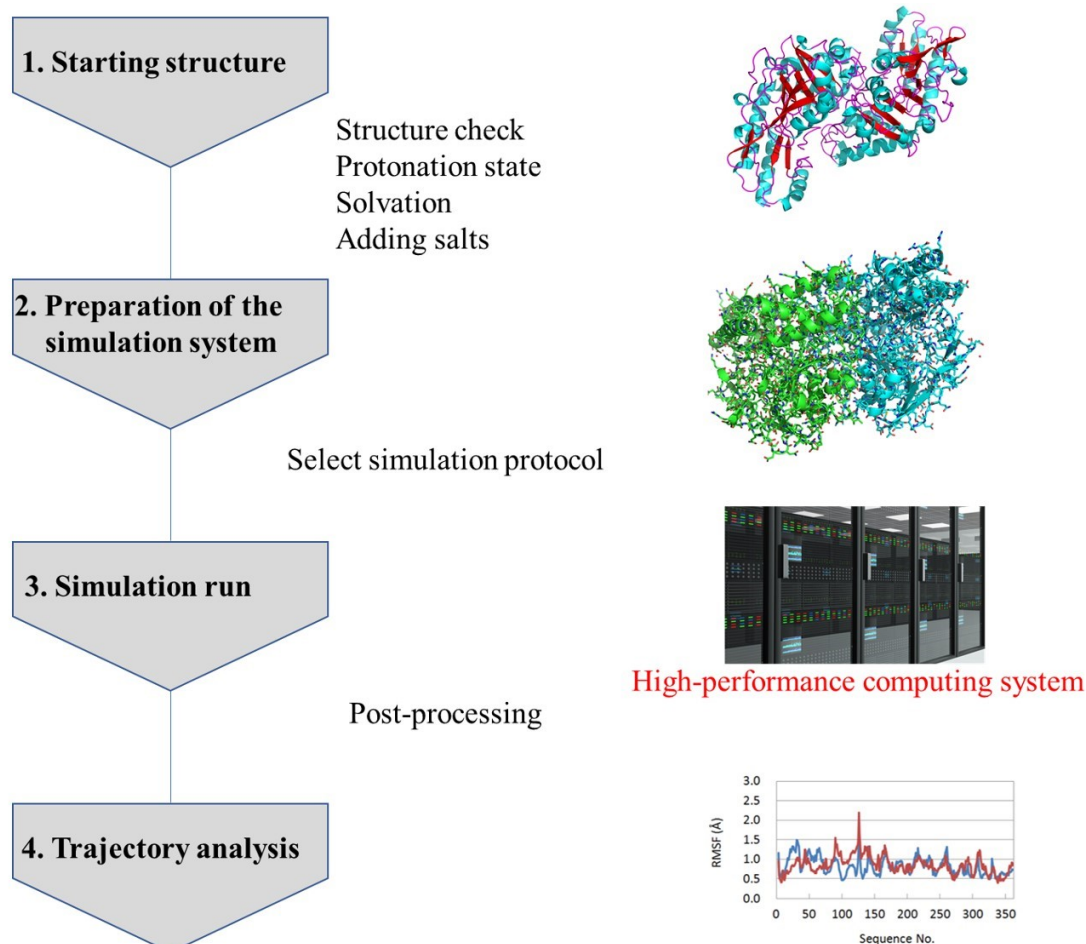 1. Starting structure
Structure check
Protonation state
Solvation
Adding salts
2. Preparation of the
simulation system
Select simulation protocol
3. Simulation run
High-performance computing system
Post-processing
4. Trajectory analysis
RMSF (Å)
3.0
2.5
2.0
1.5
1.0
0.5
0.0
0 50 100 150 200 250 300 350
Sequence No.